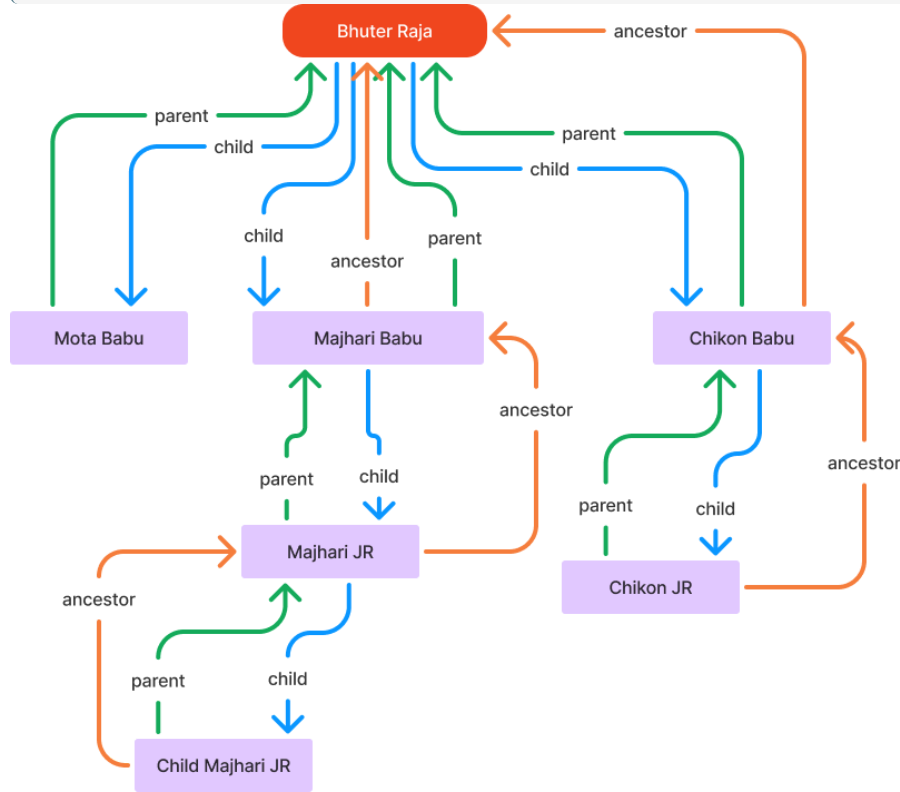 Bhuter Raja
ancestor
parent
child
parent
child
child
ancestor
parent
Mota Babu
Majhari Babu
Chikon Babu
ancestor
parent
child
ancestor
parent
child
Majhari JR
Chikon JR
ancestor
parent
child
Child Majhari JR